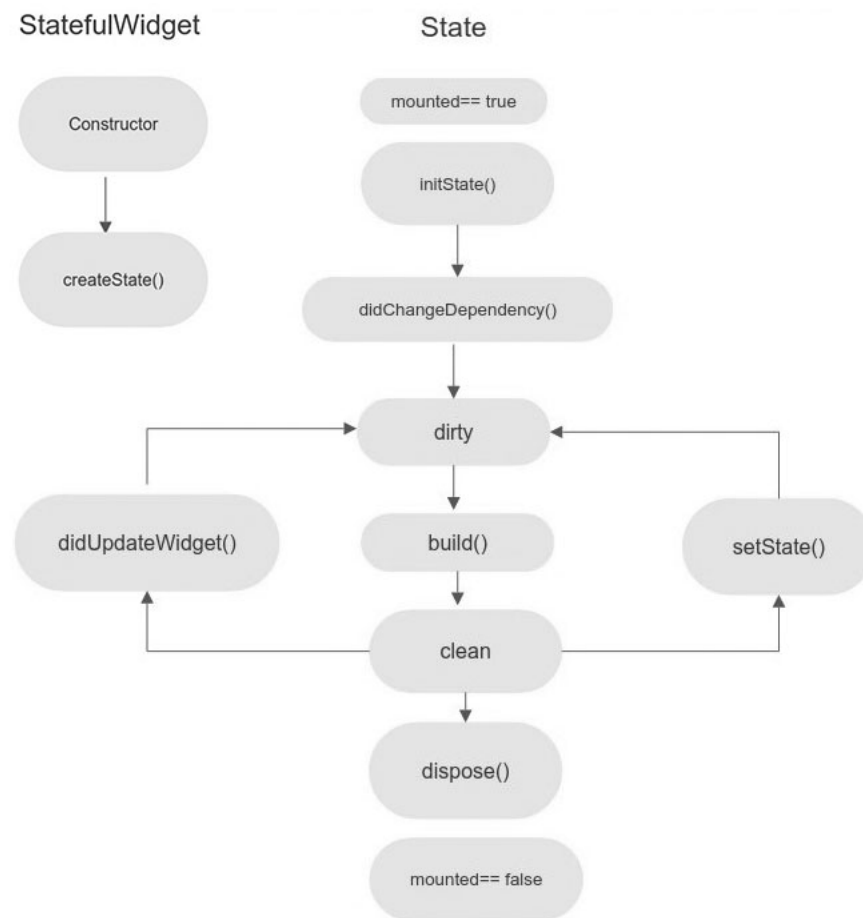 StatefulWidget
State
mounted== true
Constructor
initState()
createState()
didChangeDependency()
dirty
didUpdateWidget()
build()
setState()
clean
dispose()
mounted== false